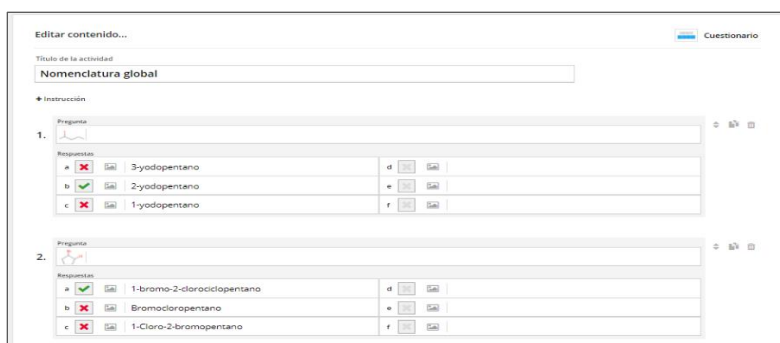 Editar contenido...
Cuestionario
Título de la actividad
Nomenclatura global
+ Instrucción
1.
Pregunta
Respuestas
a 3-yodopentano
d
b 2-yodopentano
e
c 1-yodopentano
f
2.
Pregunta
Respuestas
a 1-bromo-2-clorociclopentano
d
b Bromocloropentano
e
c 1-Cloro-2-bromopentano
f